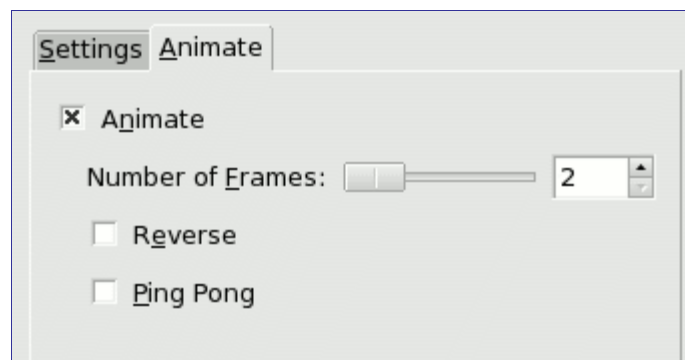 Settings Animate
Animate
Number of Frames: 2
Reverse
Ping Pong